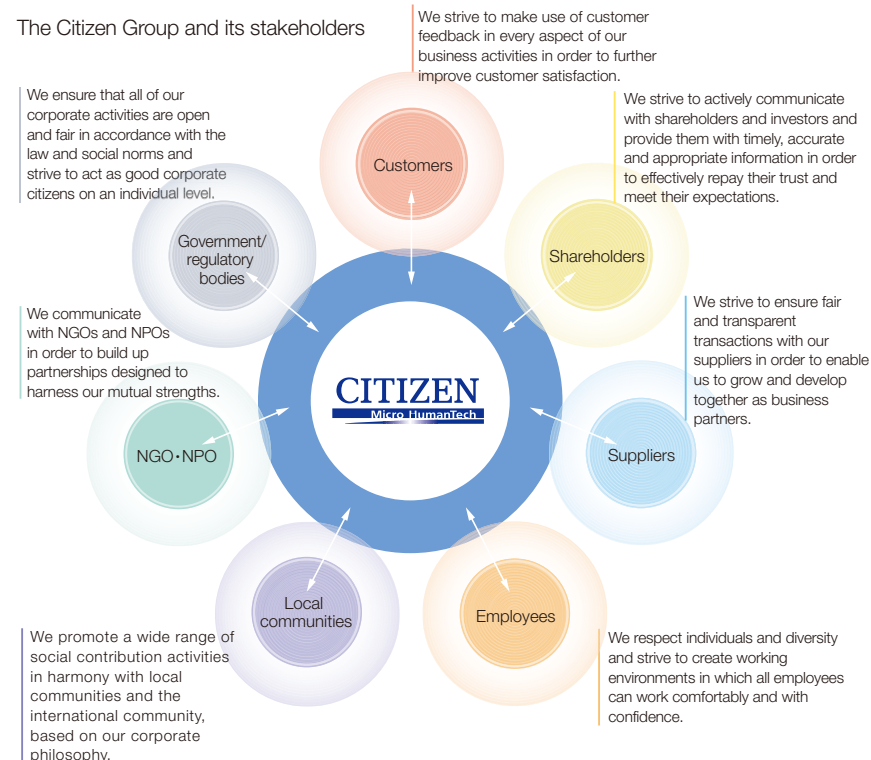 The Citizen Group and its stakeholders
We strive to make use of customer
feedback in every aspect of our
business activities in order to further
improve customer satisfaction.
Customers
We strive to actively communicate
with shareholders and investors and
provide them with timely, accurate
and appropriate information in order
to effectively repay their trust and
meet their expectations.
Shareholders
We strive to ensure fair
and transparent
transactions with our
suppliers in order to enable
us to grow and develop
together as business
partners.
Suppliers
We respect individuals and diversity
and strive to create working
environments in which all employees
can work comfortably and with
confidence.
Employees
We promote a wide range of
social contribution activities
in harmony with local
communities and the
international community,
based on our corporate
philosophy.
Local
communities
We communicate
with NGOs and NPOs
in order to build up
partnerships designed to
harness our mutual strengths.
NGO・NPO
We ensure that all of our
corporate activities are open
and fair in accordance with the
law and social norms and
strive to act as good corporate
citizens on an individual level.
Government/
regulatory
bodies
CITIZEN
Micro HumanTech